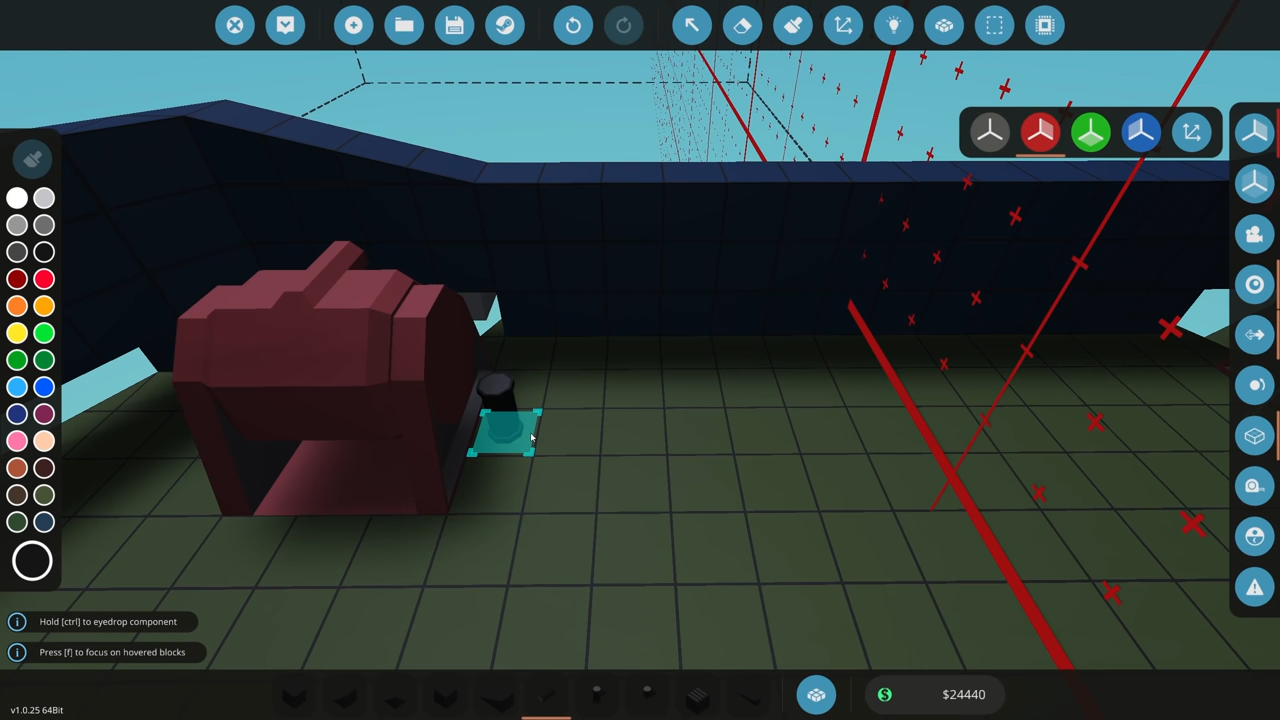 Hold [ctrl] to eyedrop component
Press [f] to focus on hovered blocks
$
$24440
v1.0.25 64Bit